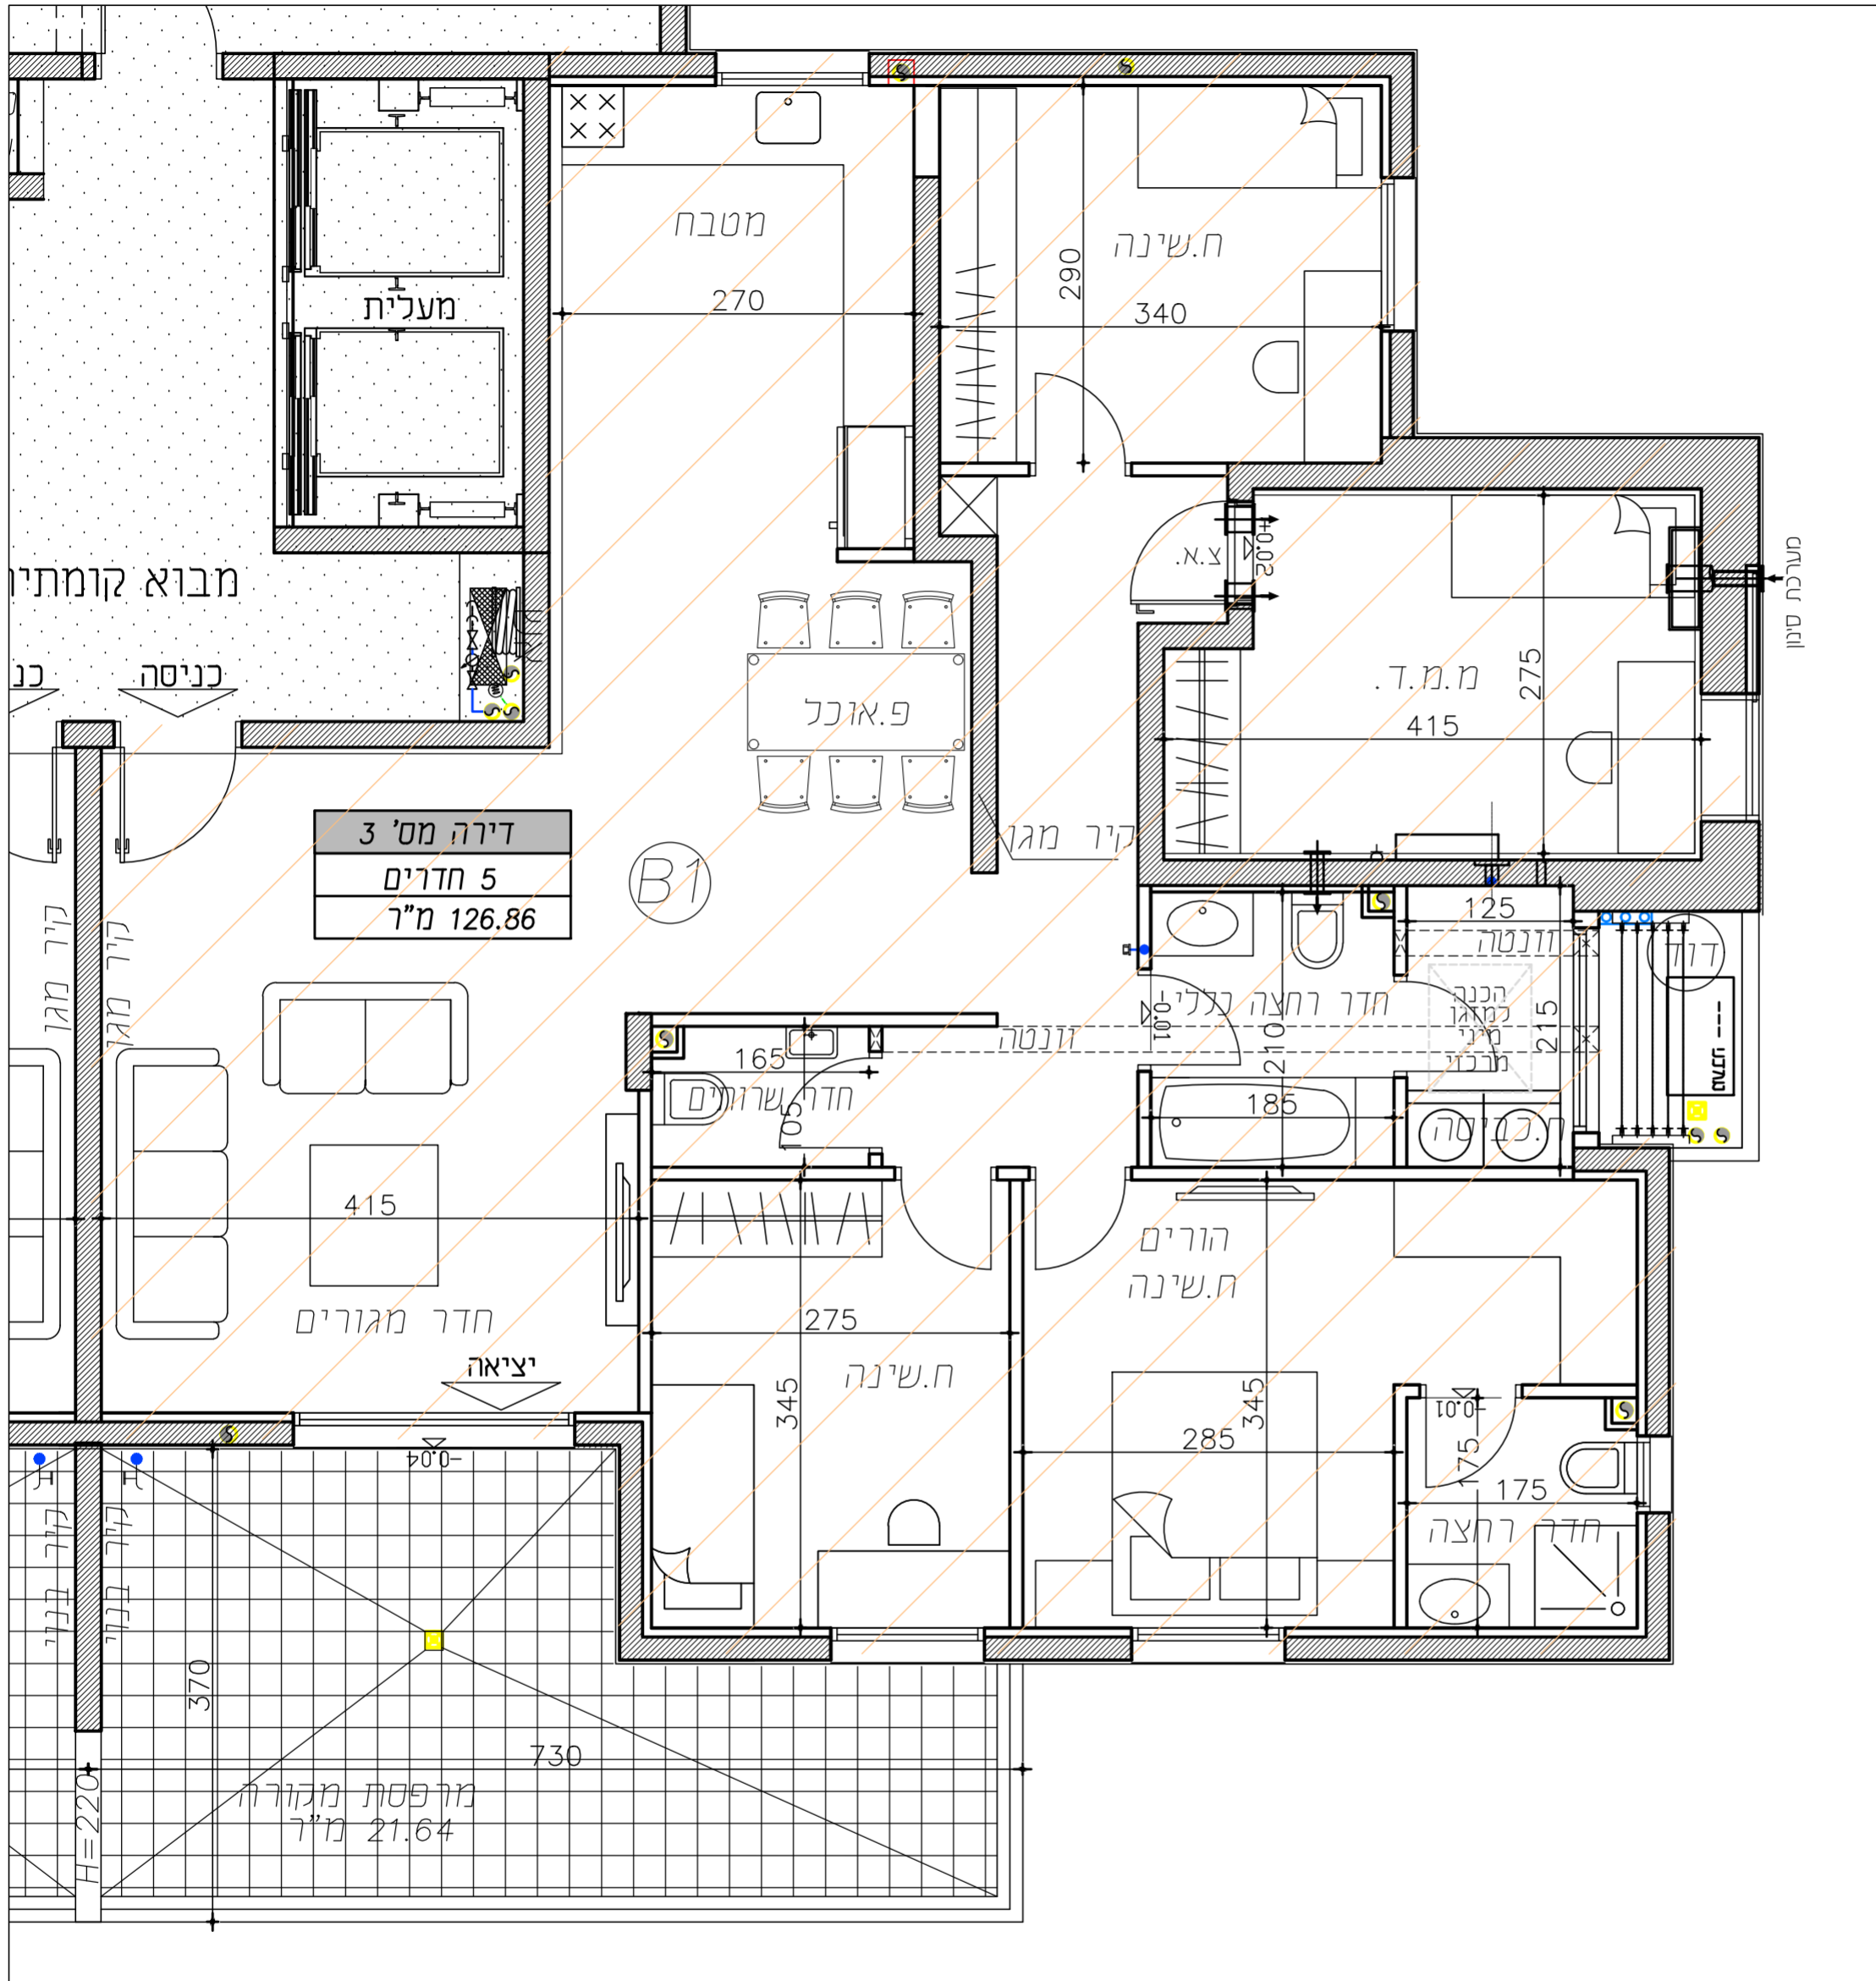 מטבח
270
ח.שינה
290
340
מעלית
צ.א.
+0.02
מערכת סינון
מ.מ.ד.
275
415
מבוא קומתי
כניסה
כנ
פ.אוכל
קיר מגן
דירה מס' 3
5 חדרים
126.86 מ"ר
B1
קיר מגן
קיר מגן
125
וונטה
דוד
הכנה
למזגן
מיני
מרכזי
215
חדר רחצה כללי
-0.01
210
185
ח.כביסה
וונטה
165
חדר שרותים
105
415
חדר מגורים
יציאה
-0.04
275
ח.שינה
345
הורים
ח.שינה
345
285
-0.01
175
175
חדר רחצה
קיר בנוי
קיר בנוי
370
730
מרפסת מקורה
21.64 מ"ר
H=220